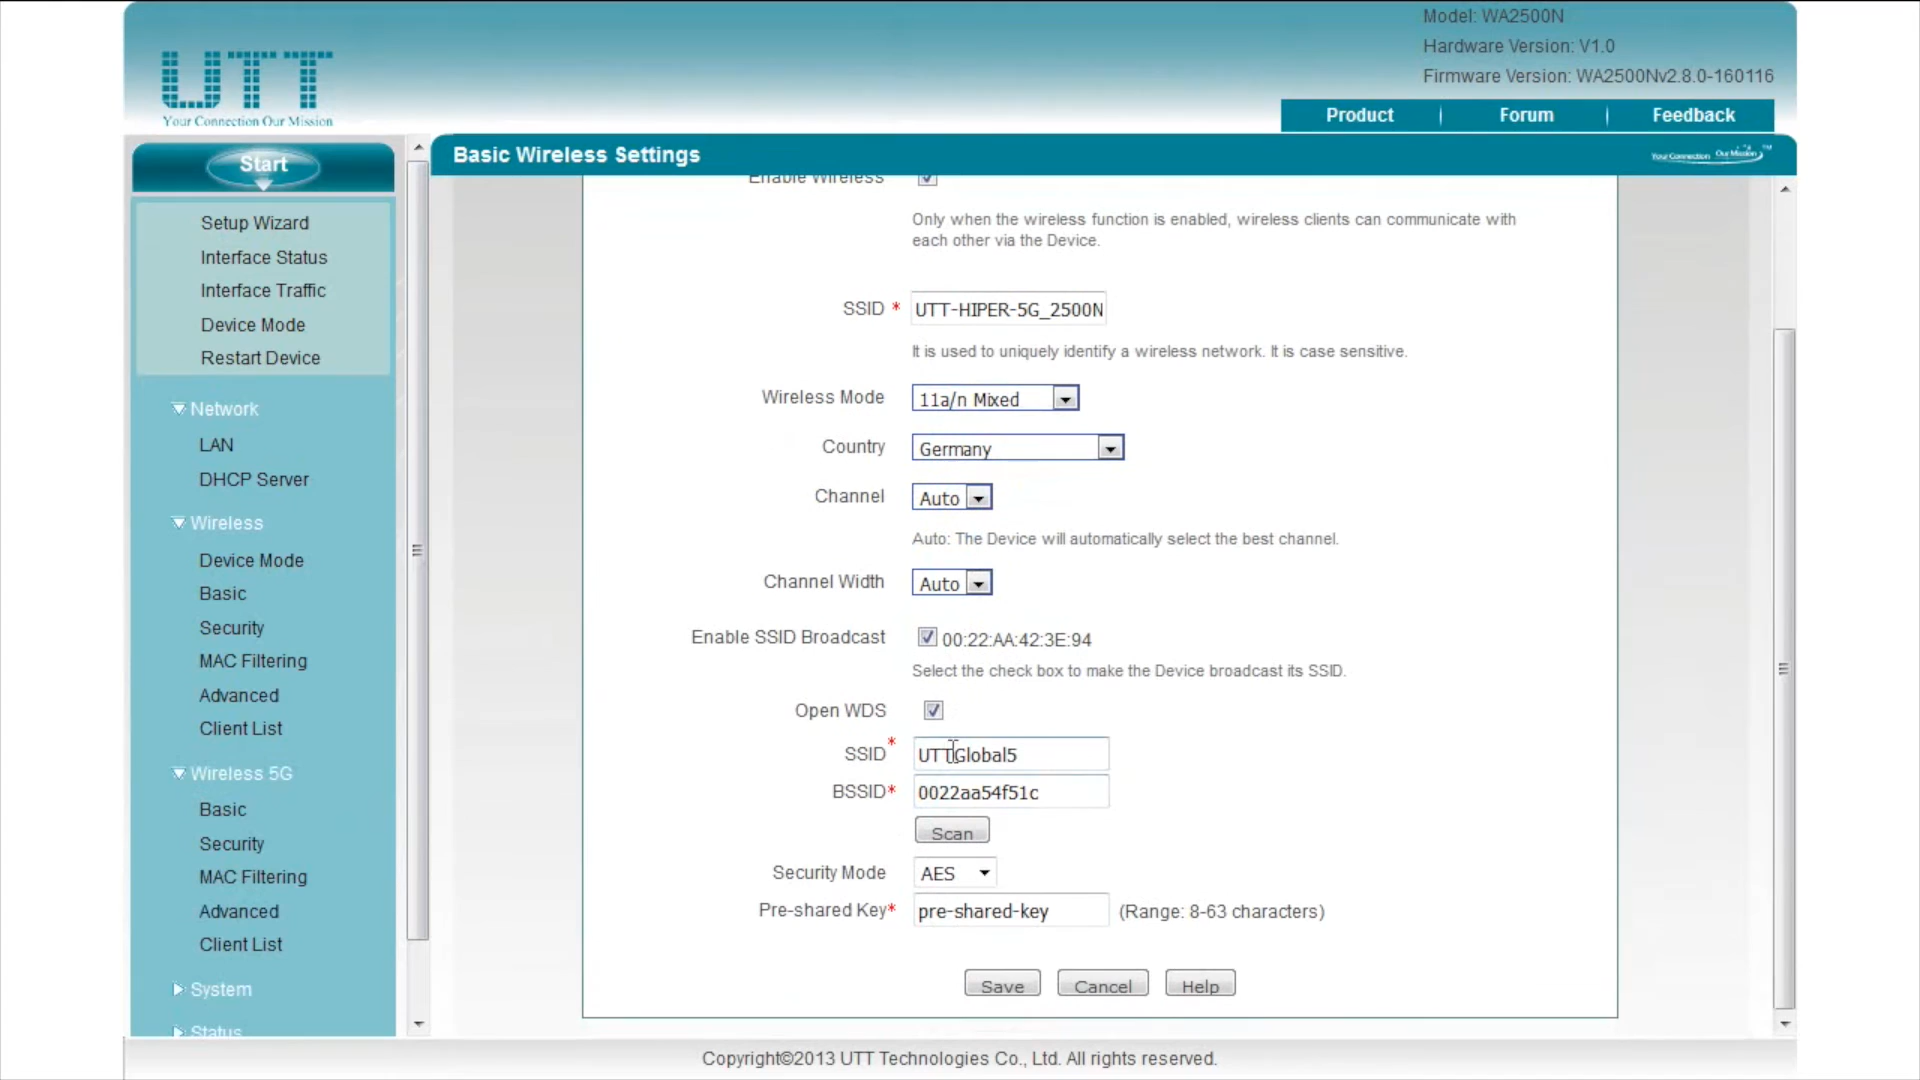 Model: WA2500N
Hardware Version: V1.0
Firmware Version: WA2500Nv2.8.0-160116
UTT
Your Connection Our Mission
Product | Forum | Feedback
Start
Basic Wireless Settings
Your Connection Our Mission TM
Setup Wizard
Interface Status
Interface Traffic
Device Mode
Restart Device
Network
LAN
DHCP Server
Wireless
Device Mode
Basic
Security
MAC Filtering
Advanced
Client List
Wireless 5G
Basic
Security
MAC Filtering
Advanced
Client List
System
Status
Enable Wireless
Only when the wireless function is enabled, wireless clients can communicate with
each other via the Device.
SSID * UTT-HIPER-5G_2500N
It is used to uniquely identify a wireless network. It is case sensitive.
Wireless Mode 11a/n Mixed
Country Germany
Channel Auto
Auto: The Device will automatically select the best channel.
Channel Width Auto
Enable SSID Broadcast 00:22:AA:42:3E:94
Select the check box to make the Device broadcast its SSID.
Open WDS
SSID * UTTGlobal5
BSSID* 0022aa54f51c
Scan
Security Mode AES
Pre-shared Key* pre-shared-key (Range: 8-63 characters)
Save Cancel Help
Copyright©2013 UTT Technologies Co., Ltd. All rights reserved.